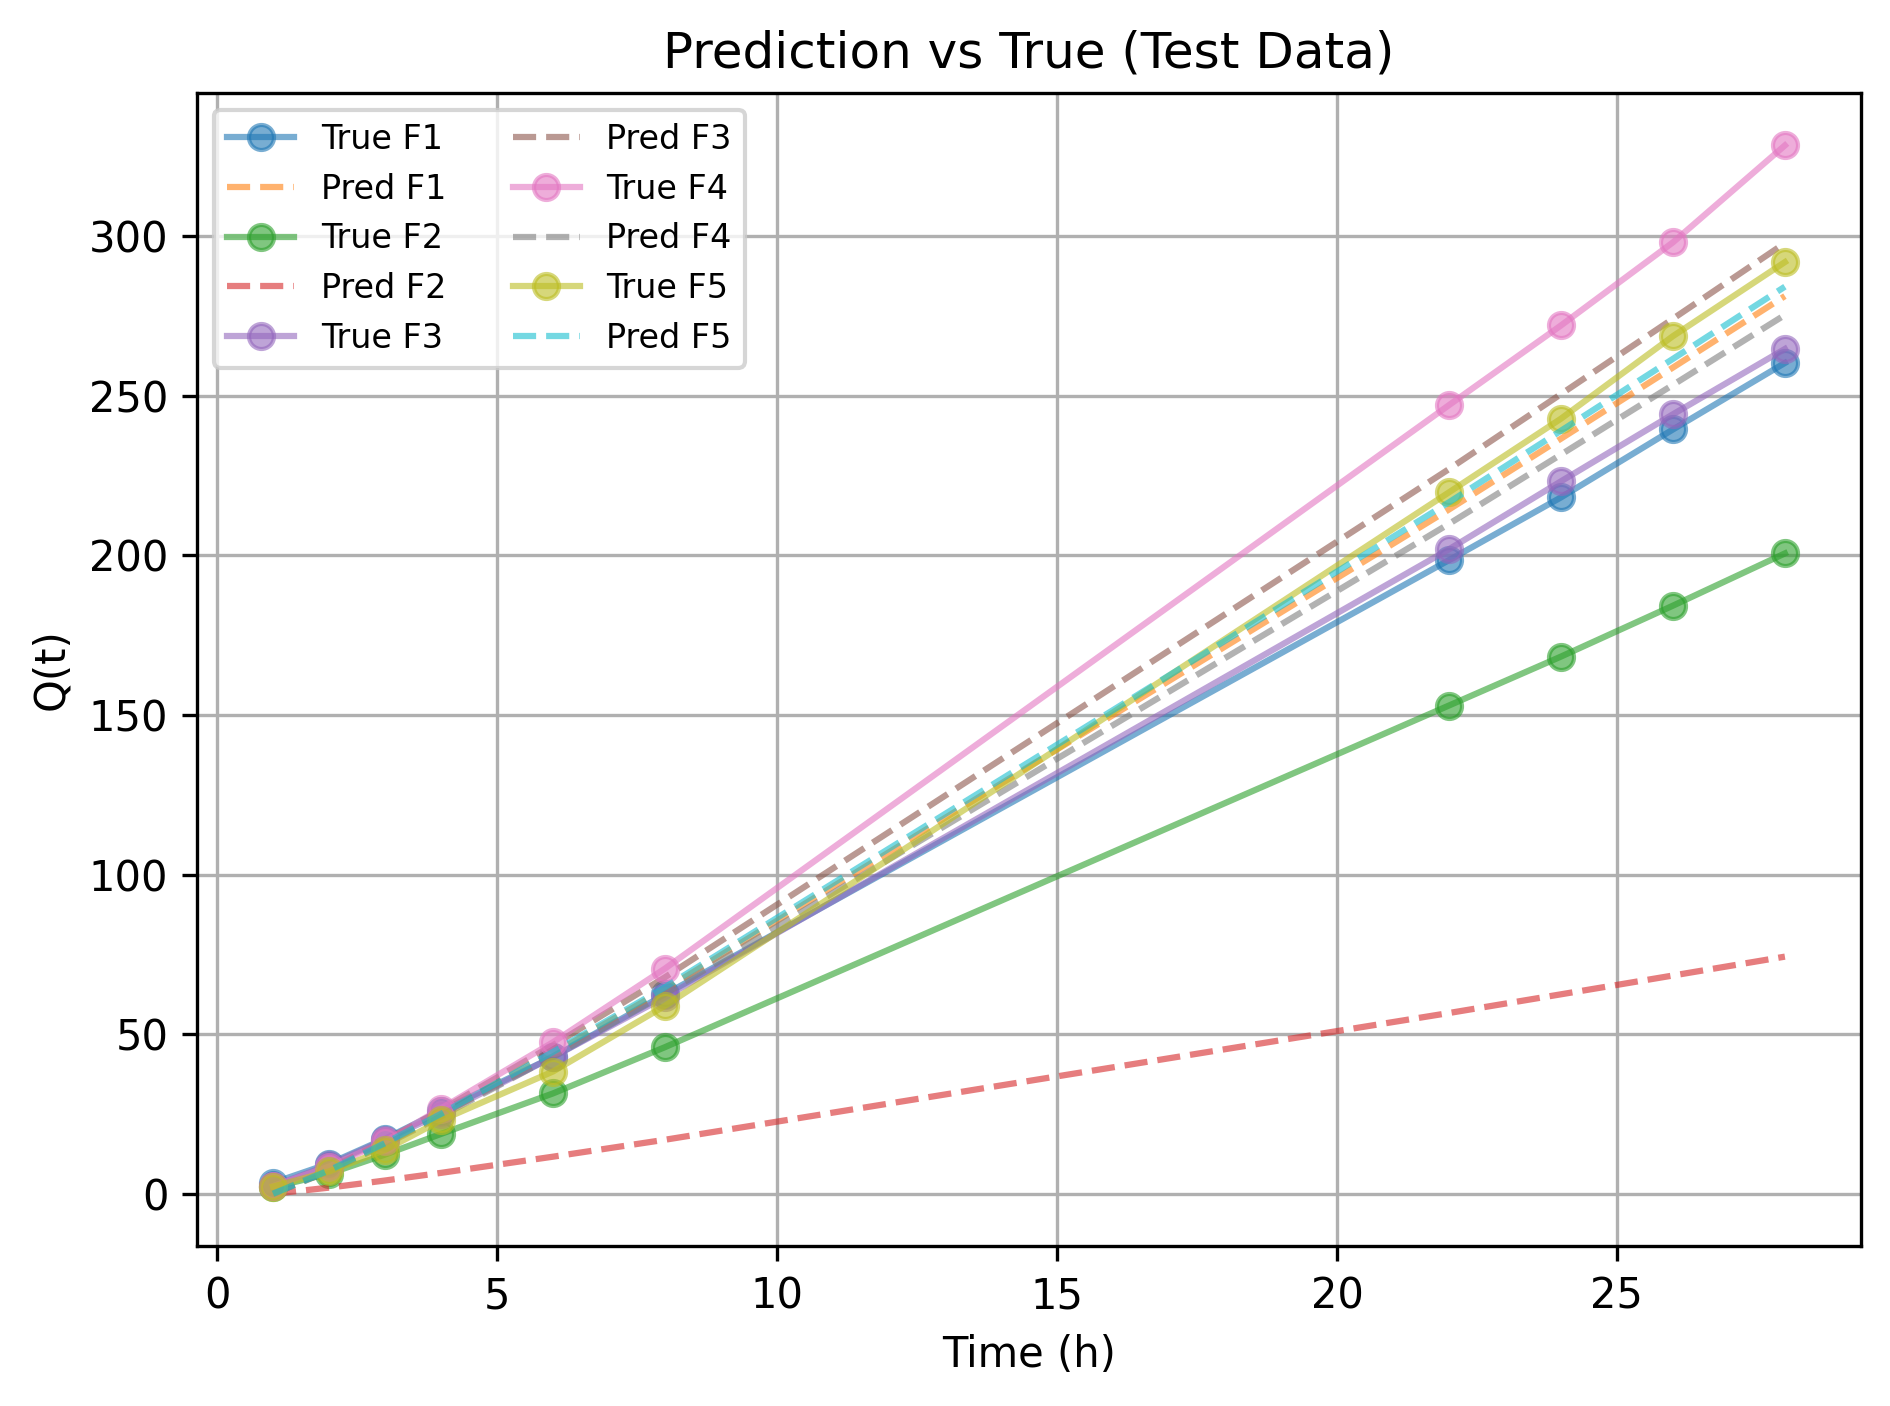 Prediction vs True (Test Data)
True F1
Pred F1
True F2
Pred F2
True F3
Pred F3
True F4
Pred F4
True F5
Pred F5
Q(t)
300
250
200
150
100
50
0
0 5 10 15 20 25
Time (h)